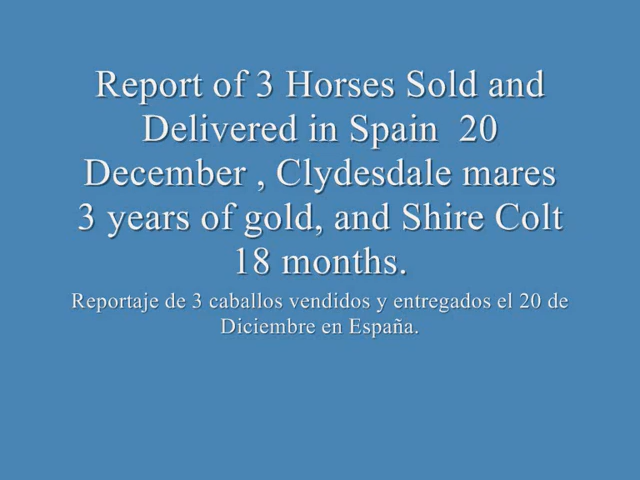 Report of 3 Horses Sold and
Delivered in Spain  20
December , Clydesdale mares
3 years of gold, and Shire Colt
18 months.
Reportaje de 3 caballos vendidos y entregados el 20 de
Diciembre en España.